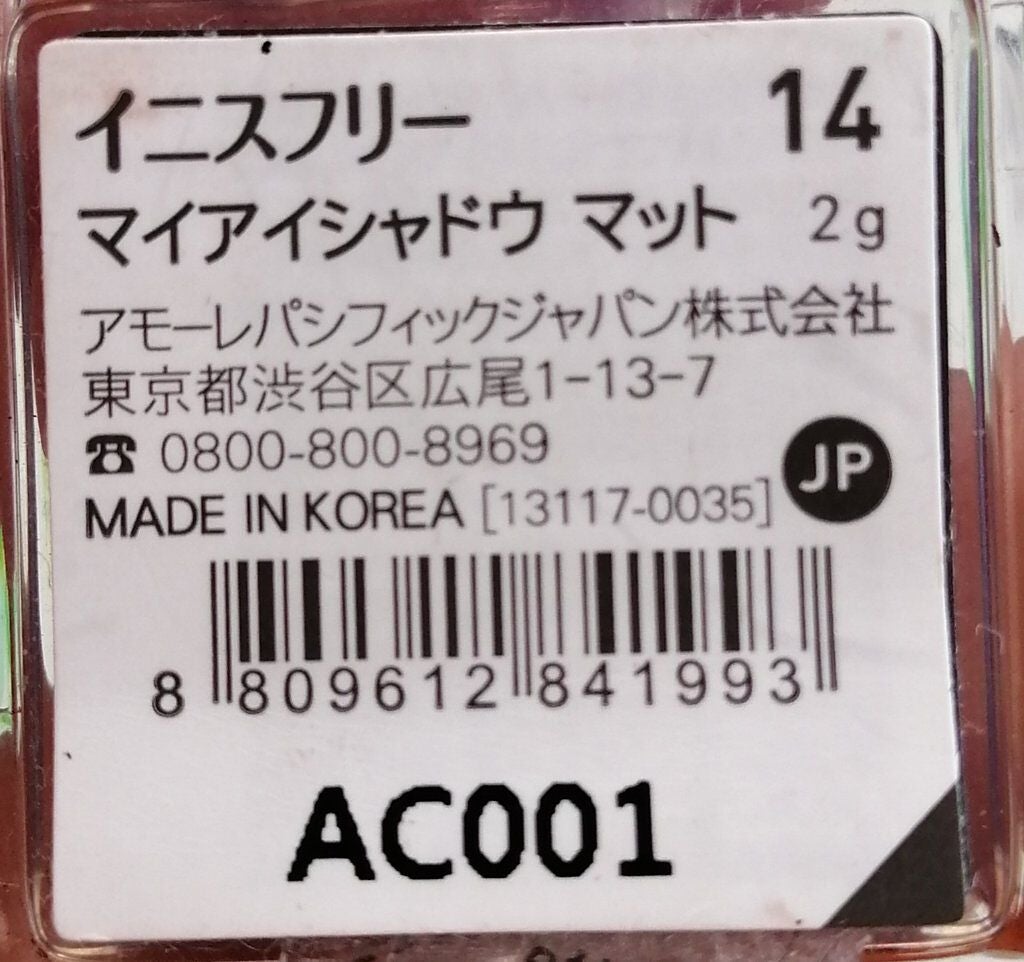 イニスフリー 14
マイアイシャドウ マット 2g
アモーレパシフィックジャパン株式会社
東京都渋谷区広尾1-13-7
☎ 0800-800-8969
JP
MADE IN KOREA [13117-0035]
8 809612 841993
AC001